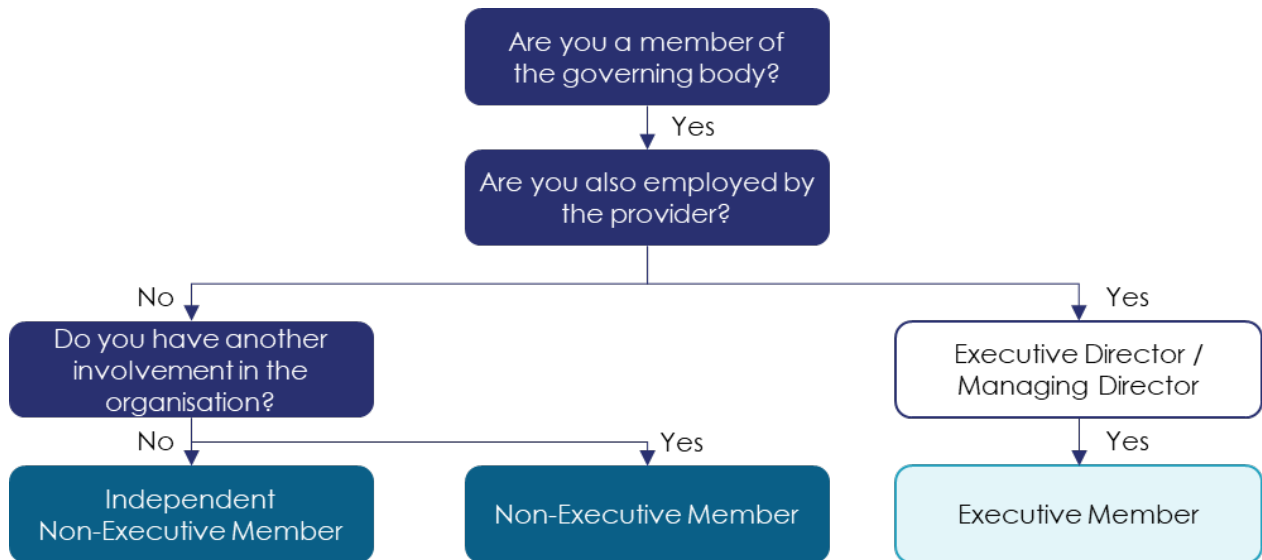 Are you a member of
the governing body?
Yes
Are you also employed by
the provider?
No
Yes
Do you have another
involvement in the
organisation?
Executive Director /
Managing Director
No
Yes
Yes
Independent
Non-Executive Member
Non-Executive Member
Executive Member